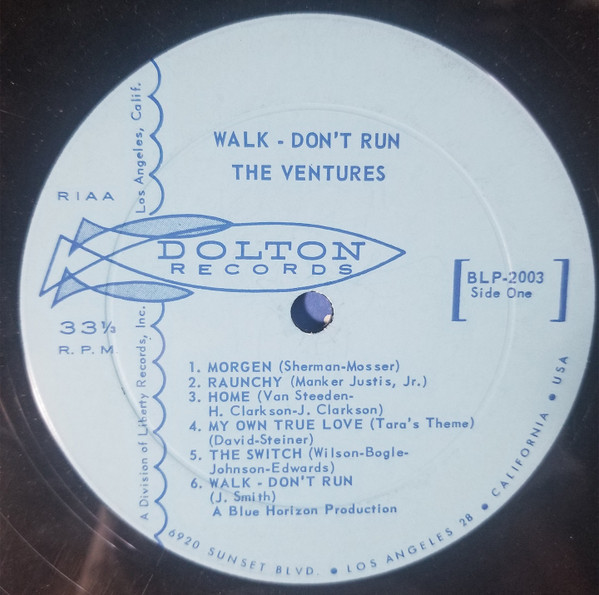 WALK - DON'T RUN
THE VENTURES
Los Angeles, Calif.
RIAA
DOLTON
RECORDS
BLP-2003
Side One
33⅓
R.P.M.
A Division of Liberty Records, Inc.
1. MORGEN (Sherman-Mosser)
2. RAUNCHY (Manker Justis, Jr.)
3. HOME (Van Steeden-
H. Clarkson-J. Clarkson)
4. MY OWN TRUE LOVE (Tara's Theme)
(David-Steiner)
5. THE SWITCH (Wilson-Bogle-
Johnson-Edwards)
6. WALK - DON'T RUN
(J. Smith)
A Blue Horizon Production
6920 SUNSET BLVD. • LOS ANGELES 28 • CALIFORNIA • USA